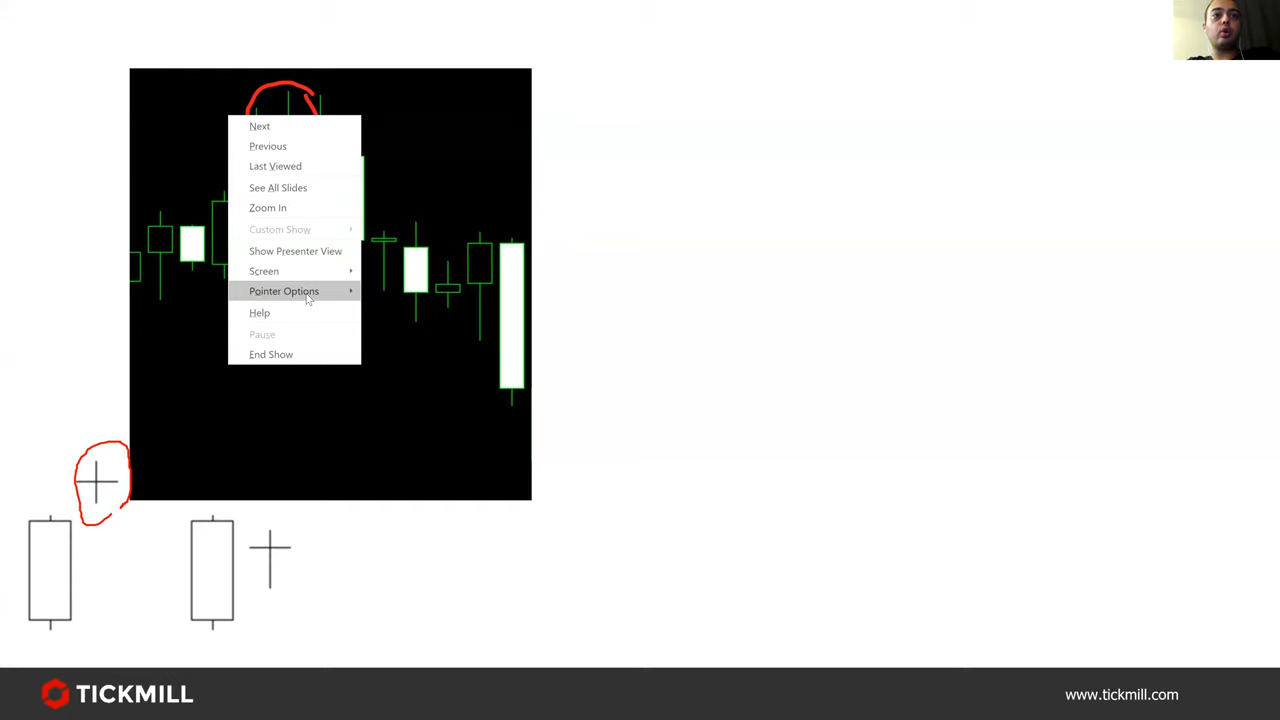 Next
Previous
Last Viewed
See All Slides
Zoom In
Custom Show
Show Presenter View
Screen
Pointer Options
Help
Pause
End Show
TICKMILL
www.tickmill.com